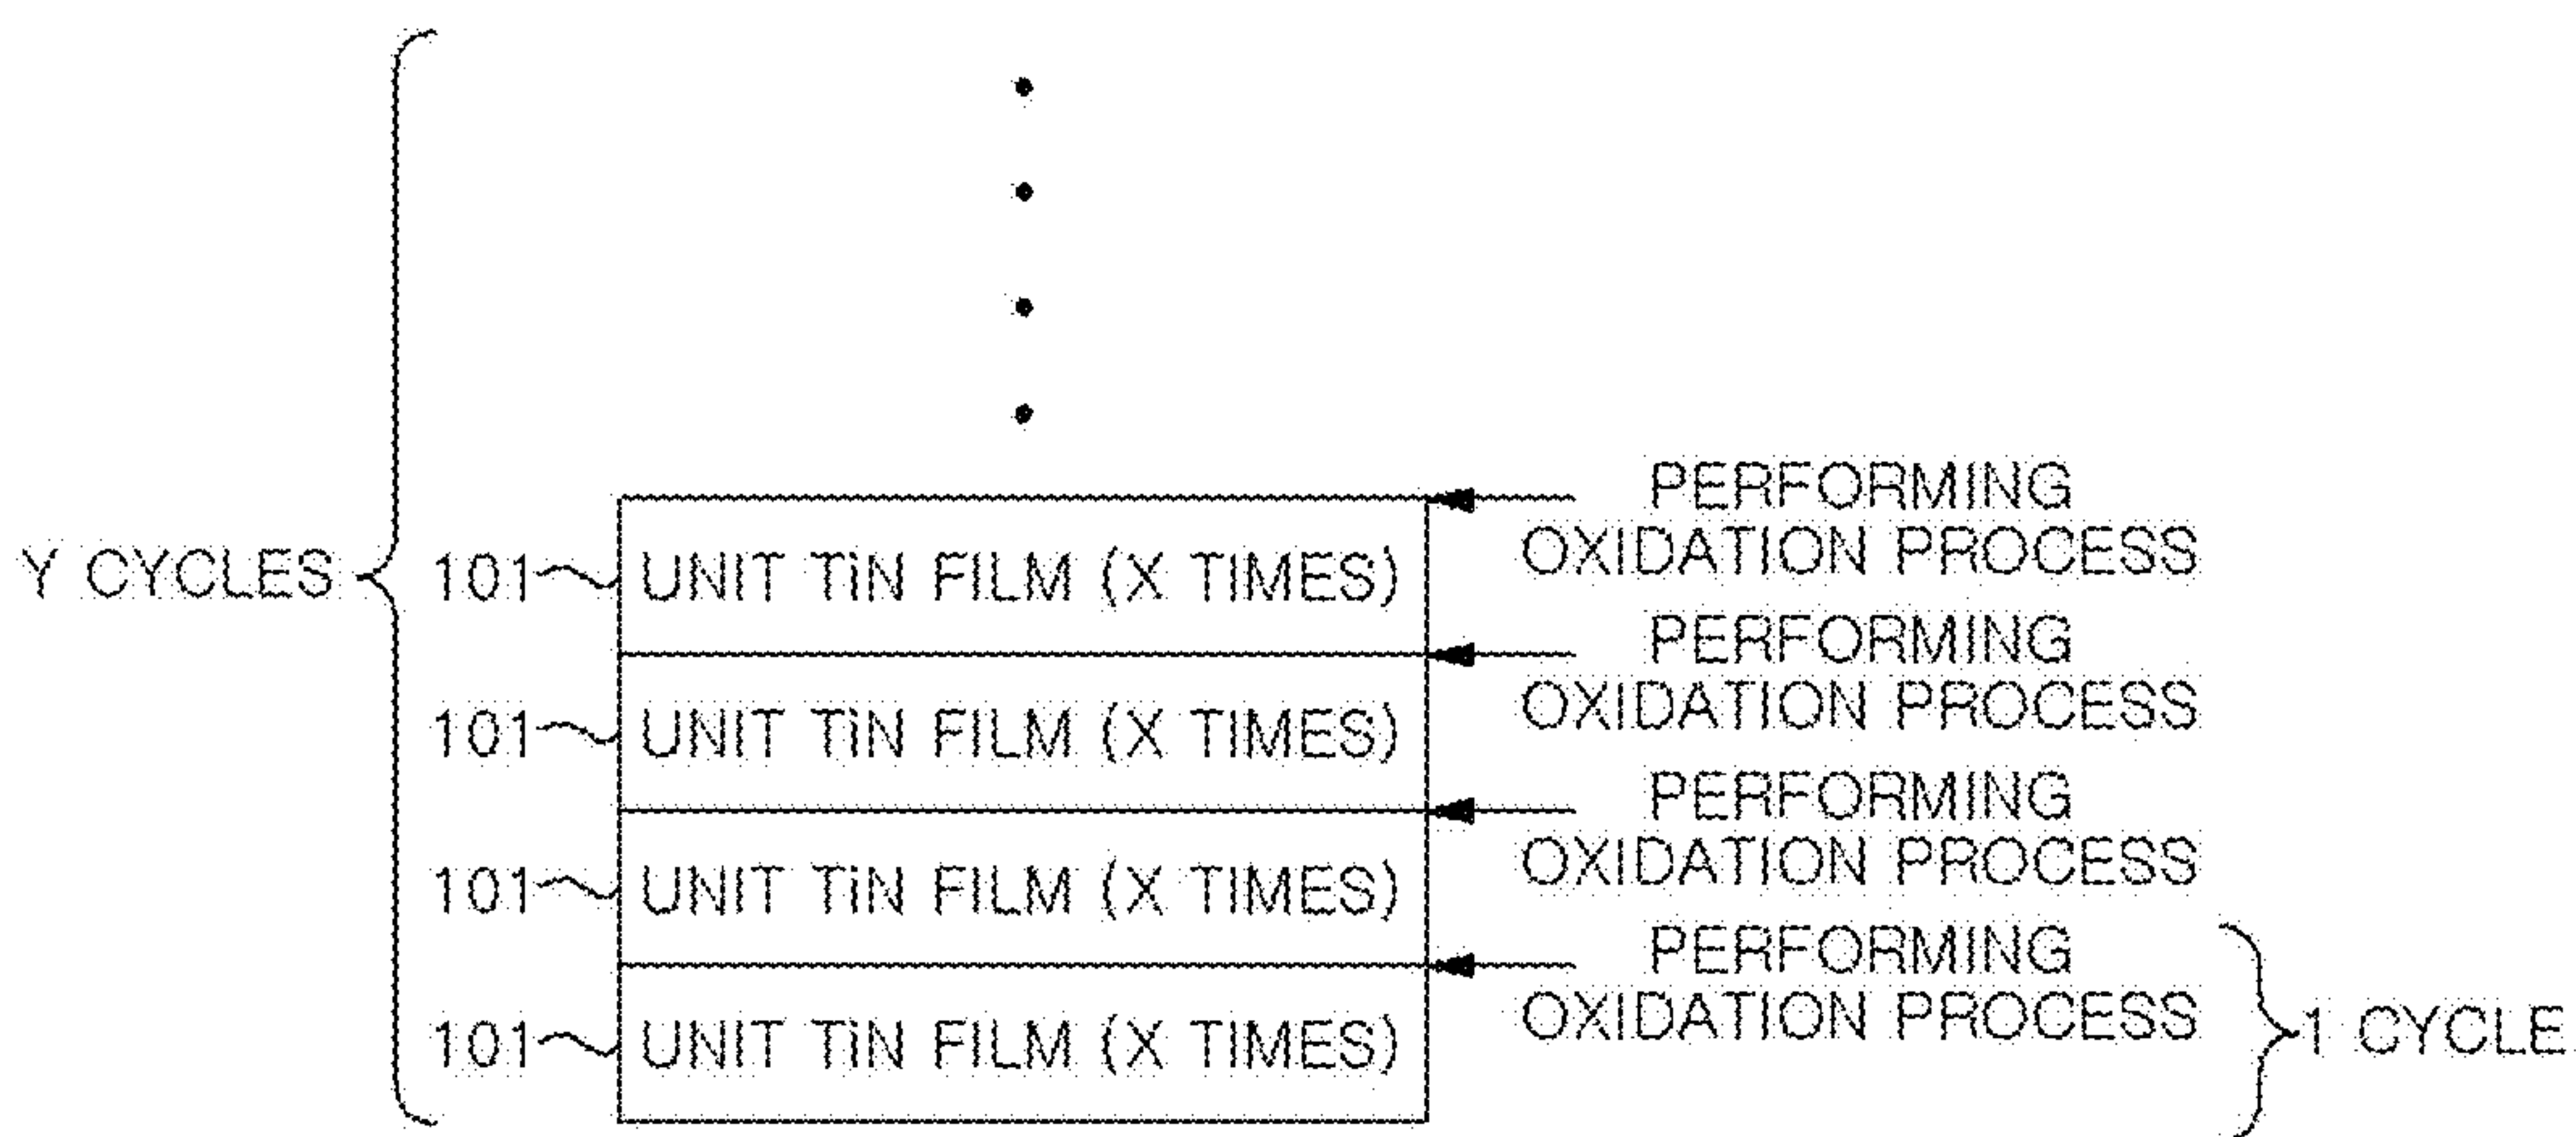 PERFORMING
OXIDATION PROCESS
Y CYCLES
101
UNIT TiN FILM (X TIMES)
PERFORMING
OXIDATION PROCESS
101
UNIT TiN FILM (X TIMES)
PERFORMING
OXIDATION PROCESS
101
UNIT TiN FILM (X TIMES)
PERFORMING
OXIDATION PROCESS
101
UNIT TiN FILM (X TIMES)
1 CYCLE